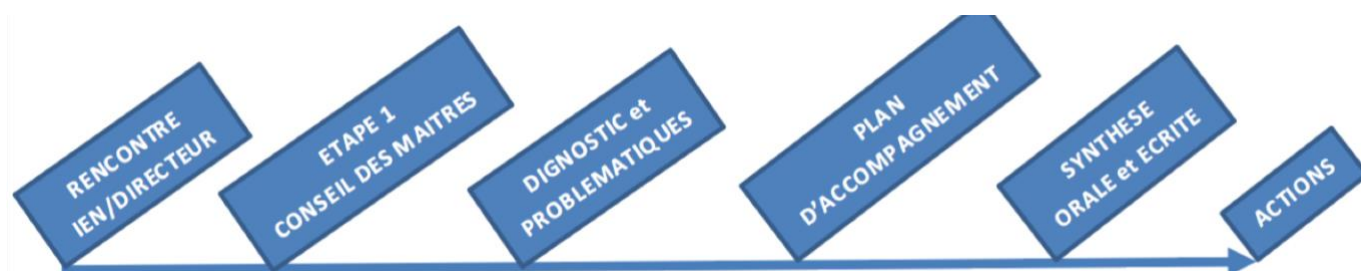 RENCONTRE
IEN/DIRECTEUR
ETAPE 1
CONSEIL DES MAITRES
DIGNOSTIC et
PROBLEMATIQUES
PLAN
D'ACCOMPAGNEMENT
SYNTHESE
ORALE et ECRITE
ACTIONS